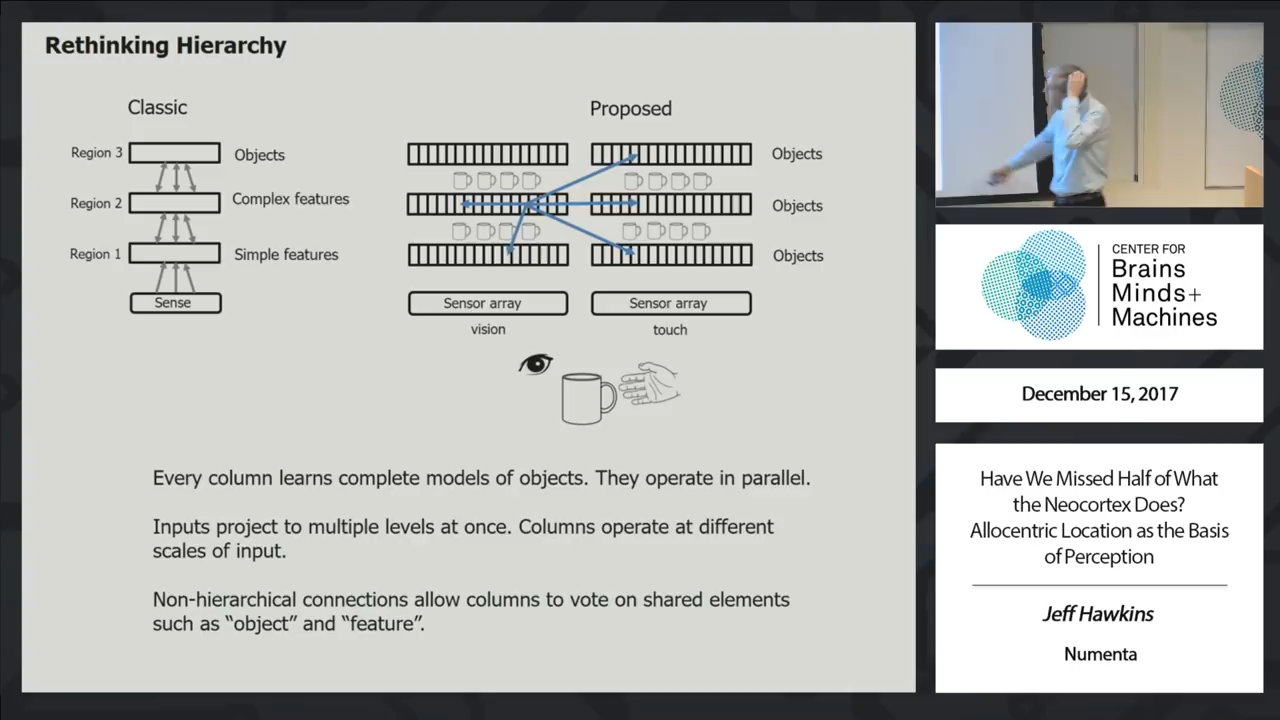 Rethinking Hierarchy
Classic
Region 3
Objects
Region 2
Complex features
Region 1
Simple features
Sense
Proposed
Objects
Objects
Objects
Sensor array
Sensor array
vision
touch
Every column learns complete models of objects. They operate in parallel.
Inputs project to multiple levels at once. Columns operate at different
scales of input.
Non-hierarchical connections allow columns to vote on shared elements
such as “object” and “feature”.
CENTER FOR
Brains
Minds+
Machines
December 15, 2017
Have We Missed Half of What
the Neocortex Does?
Allocentric Location as the Basis
of Perception
Jeff Hawkins
Numenta